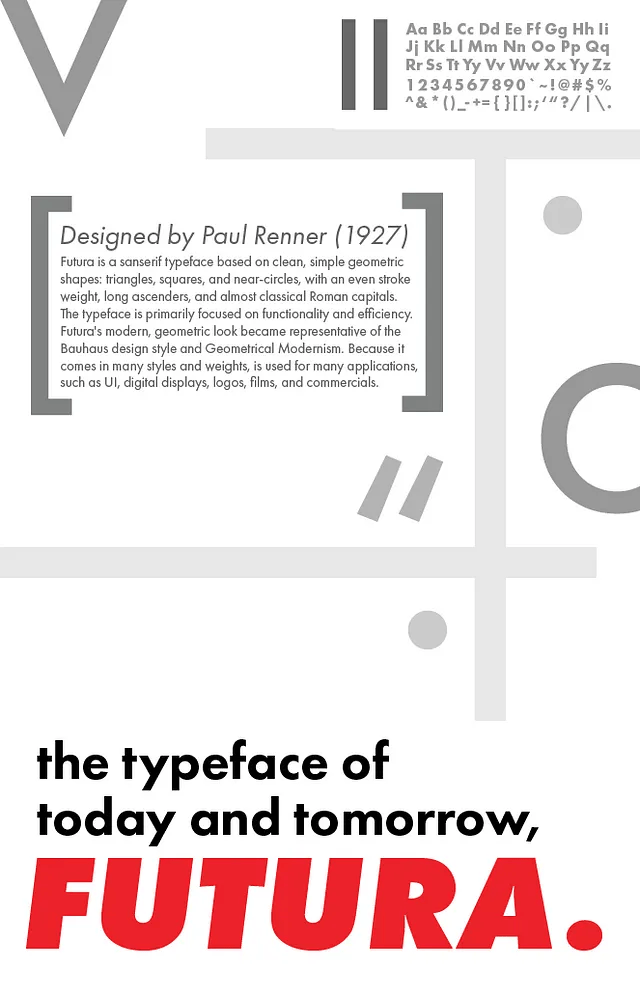 Aa Bb Cc Dd Ee Ff Gg Hh Ii
Jj Kk Ll Mm Nn Oo Pp Qq
Rr Ss Tt Yy Vv Ww Xx Yy Zz
1234567890`~!@#$%
^&*()_-+={}[]:;‘“?/|\.
Designed by Paul Renner (1927)
Futura is a sanserif typeface based on clean, simple geometric
shapes: triangles, squares, and near-circles, with an even stroke
weight, long ascenders, and almost classical Roman capitals.
The typeface is primarily focused on functionality and efficiency.
Futura's modern, geometric look became representative of the
Bauhaus design style and Geometrical Modernism. Because it
comes in many styles and weights, is used for many applications,
such as UI, digital displays, logos, films, and commercials.
the typeface of
today and tomorrow,
FUTURA.